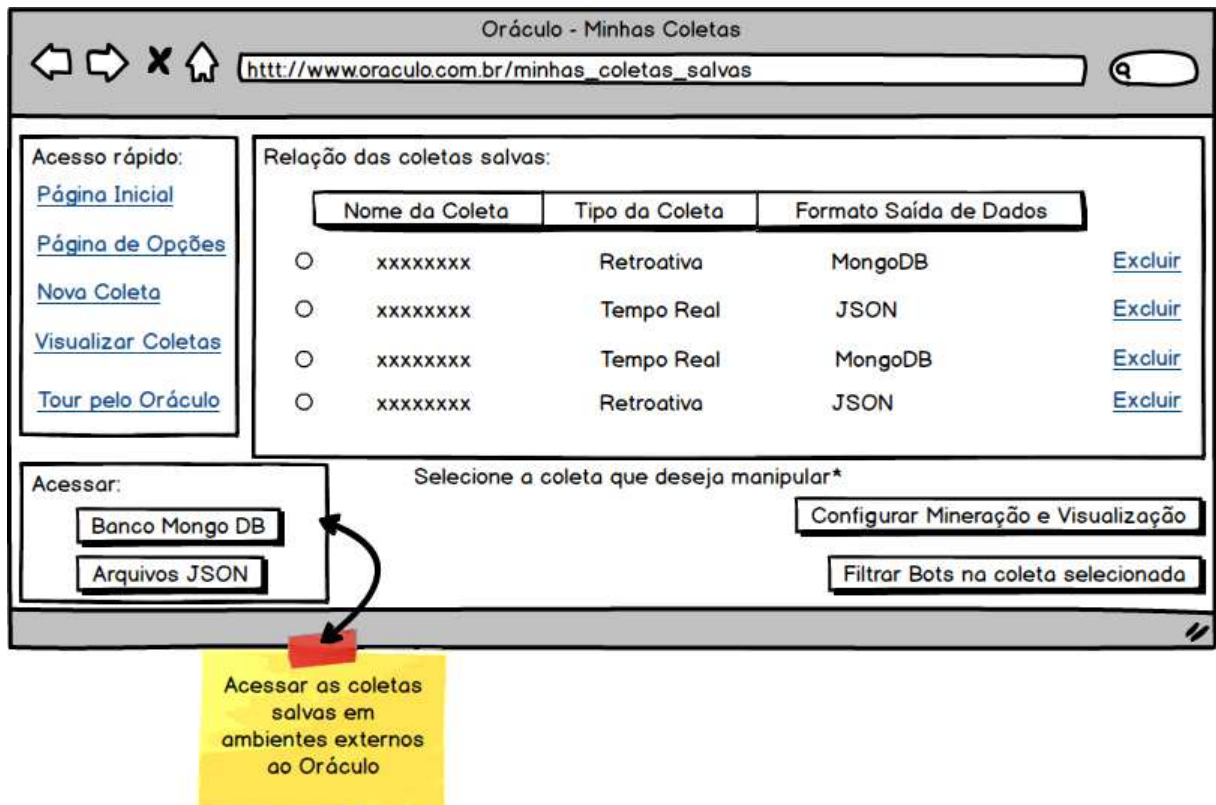 Oráculo - Minhas Coletas
httt://www.oraculo.com.br/minhas_coletas_salvas
Acesso rápido:
Página Inicial
Página de Opções
Nova Coleta
Visualizar Coletas
Tour pelo Oráculo
Relação das coletas salvas:
Nome da Coleta Tipo da Coleta Formato Saída de Dados
xxxxxxxx Retroativa MongoDB Excluir
xxxxxxxx Tempo Real JSON Excluir
xxxxxxxx Tempo Real MongoDB Excluir
xxxxxxxx Retroativa JSON Excluir
Acessar:
Banco Mongo DB
Arquivos JSON
Selecione a coleta que deseja manipular*
Configurar Mineração e Visualização
Filtrar Bots na coleta selecionada
Acessar as coletas
salvas em
ambientes externos
ao Oráculo